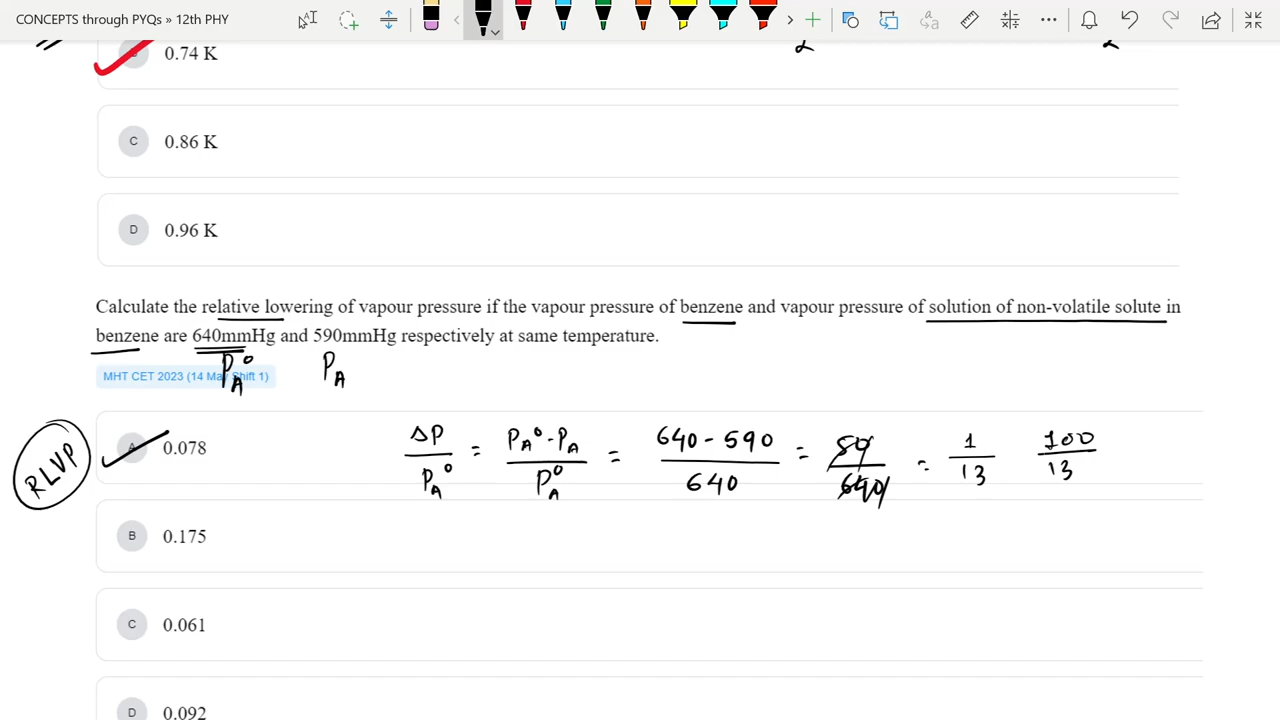 CONCEPTS through PYQs » 12th PHY
2 2
0.74 K
C 0.86 K
D 0.96 K
Calculate the relative lowering of vapour pressure if the vapour pressure of benzene and vapour pressure of solution of non-volatile solute in
benzene are 640mmHg and 590mmHg respectively at same temperature.
P_A° P_A
MHT CET 2023 (14 May Shift 1)
RLVP
A 0.078
ΔP/P_A° = P_A° - P_A/P_A° = 640 - 590/640 = 50/640 = 1/13 100/13
B 0.175
C 0.061
D 0.092